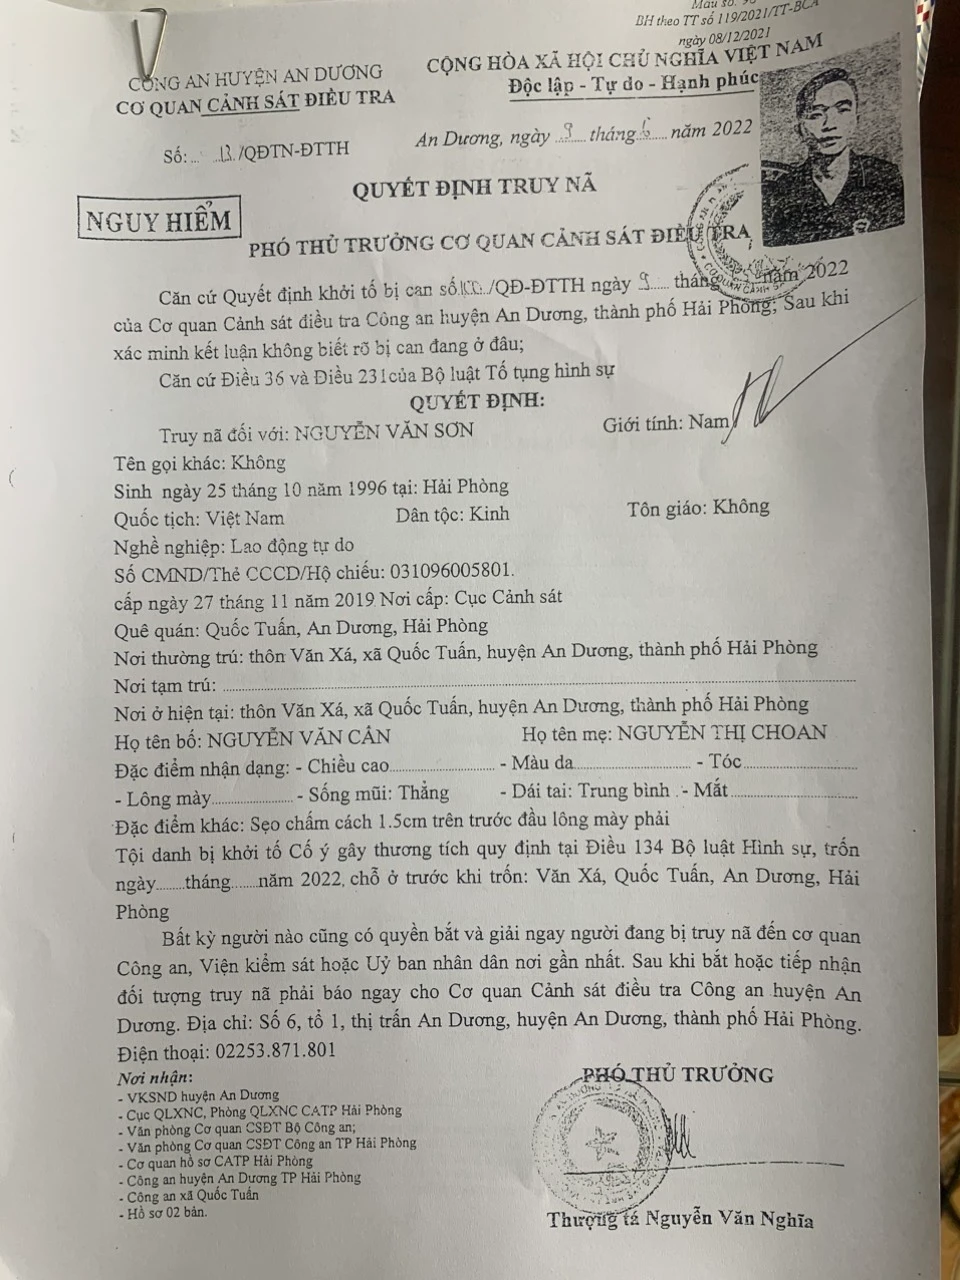 Mẫu số:
BH theo TT số 119/2021/TT-BCA
ngày 08/12/2021
CÔNG AN HUYỆN AN DƯƠNG
CƠ QUAN CẢNH SÁT ĐIỀU TRA
CỘNG HÒA XÃ HỘI CHỦ NGHĨA VIỆT NAM
Độc lập - Tự do - Hạnh phúc
Số:... 13./QĐTN-ĐTTH
An Dương, ngày 9 tháng 6 năm 2022
QUYẾT ĐỊNH TRUY NÃ
NGUY HIỂM
PHÓ THỦ TRƯỞNG CƠ QUAN CẢNH SÁT ĐIỀU TRA
Căn cứ Quyết định khởi tố bị can số /QĐ-ĐTTH ngày 9 tháng năm 2022
của Cơ quan Cảnh sát điều tra Công an huyện An Dương, thành phố Hải Phòng; Sau khi
xác minh kết luận không biết rõ bị can đang ở đâu;
Căn cứ Điều 36 và Điều 231của Bộ luật Tố tụng hình sự
QUYẾT ĐỊNH:
Truy nã đối với: NGUYỄN VĂN SƠN Giới tính: Nam
Tên gọi khác: Không
Sinh ngày 25 tháng 10 năm 1996 tại: Hải Phòng
Quốc tịch: Việt Nam Dân tộc: Kinh Tôn giáo: Không
Nghề nghiệp: Lao động tự do
Số CMND/Thẻ CCCD/Hộ chiếu: 031096005801.
cấp ngày 27 tháng 11 năm 2019 Nơi cấp: Cục Cảnh sát
Quê quán: Quốc Tuấn, An Dương, Hải Phòng
Nơi thường trú: thôn Văn Xá, xã Quốc Tuấn, huyện An Dương, thành phố Hải Phòng
Nơi tạm trú:
Nơi ở hiện tại: thôn Văn Xá, xã Quốc Tuấn, huyện An Dương, thành phố Hải Phòng
Họ tên bố: NGUYỄN VĂN CÂN Họ tên mẹ: NGUYỄN THỊ CHOAN
Đặc điểm nhận dạng: - Chiều cao - Màu da - Tóc
- Lông mày - Sống mũi: Thẳng - Dái tai: Trung bình - Mắt
Đặc điểm khác: Sẹo chấm cách 1.5cm trên trước đầu lông mày phải
Tội danh bị khởi tố Cố ý gây thương tích quy định tại Điều 134 Bộ luật Hình sự, trốn
ngày........tháng........năm 2022, chỗ ở trước khi trốn: Văn Xá, Quốc Tuấn, An Dương, Hải
Phòng
Bất kỳ người nào cũng có quyền bắt và giải ngay người đang bị truy nã đến cơ quan
Công an, Viện kiểm sát hoặc Uỷ ban nhân dân nơi gần nhất. Sau khi bắt hoặc tiếp nhận
đối tượng truy nã phải báo ngay cho Cơ quan Cảnh sát điều tra Công an huyện An
Dương. Địa chỉ: Số 6, tổ 1, thị trấn An Dương, huyện An Dương, thành phố Hải Phòng.
Điện thoại: 02253.871.801
Nơi nhận:
- VKSND huyện An Dương
- Cục QLXNC, Phòng QLXNC CATP Hải Phòng
- Văn phòng Cơ quan CSĐT Bộ Công an;
- Văn phòng Cơ quan CSĐT Công an TP Hải Phòng
- Cơ quan hồ sơ CATP Hải Phòng
- Công an huyện An Dương TP Hải Phòng
- Công an xã Quốc Tuấn
- Hồ sơ 02 bản.
PHÓ THỦ TRƯỞNG
Thượng tá Nguyễn Văn Nghĩa